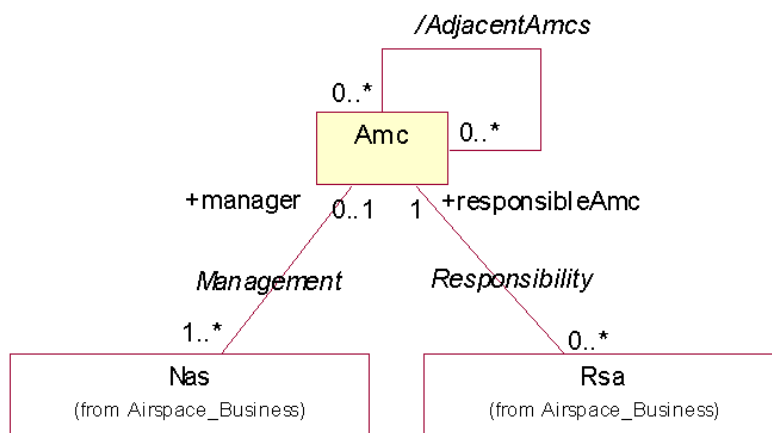 /AdjacentAmcs
0..*
Amc
0..*
+manager
0..1
1
+responsibleAmc
Management
Responsibility
1..*
0..*
Nas
(from Airspace_Business)
Rsa
(from Airspace_Business)